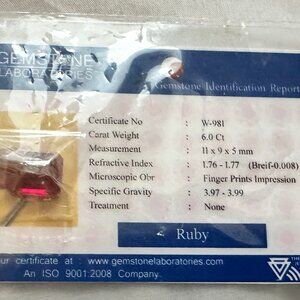 GEMSTONE
LABORATORIES
Gemstone Identification Report
Certificate No : W-981
Carat Weight : 6.0 Ct
Measurement : 11 x 9 x 5 mm
Refractive Index : 1.76 - 1.77 (Breif-0.008)
Microscopic Obr : Finger Prints Impression
Specific Gravity : 3.97 - 3.99
Treatment : None
Ruby
our certificate at : www.gemstonelaboratories.com
An ISO 9001:2008 Company